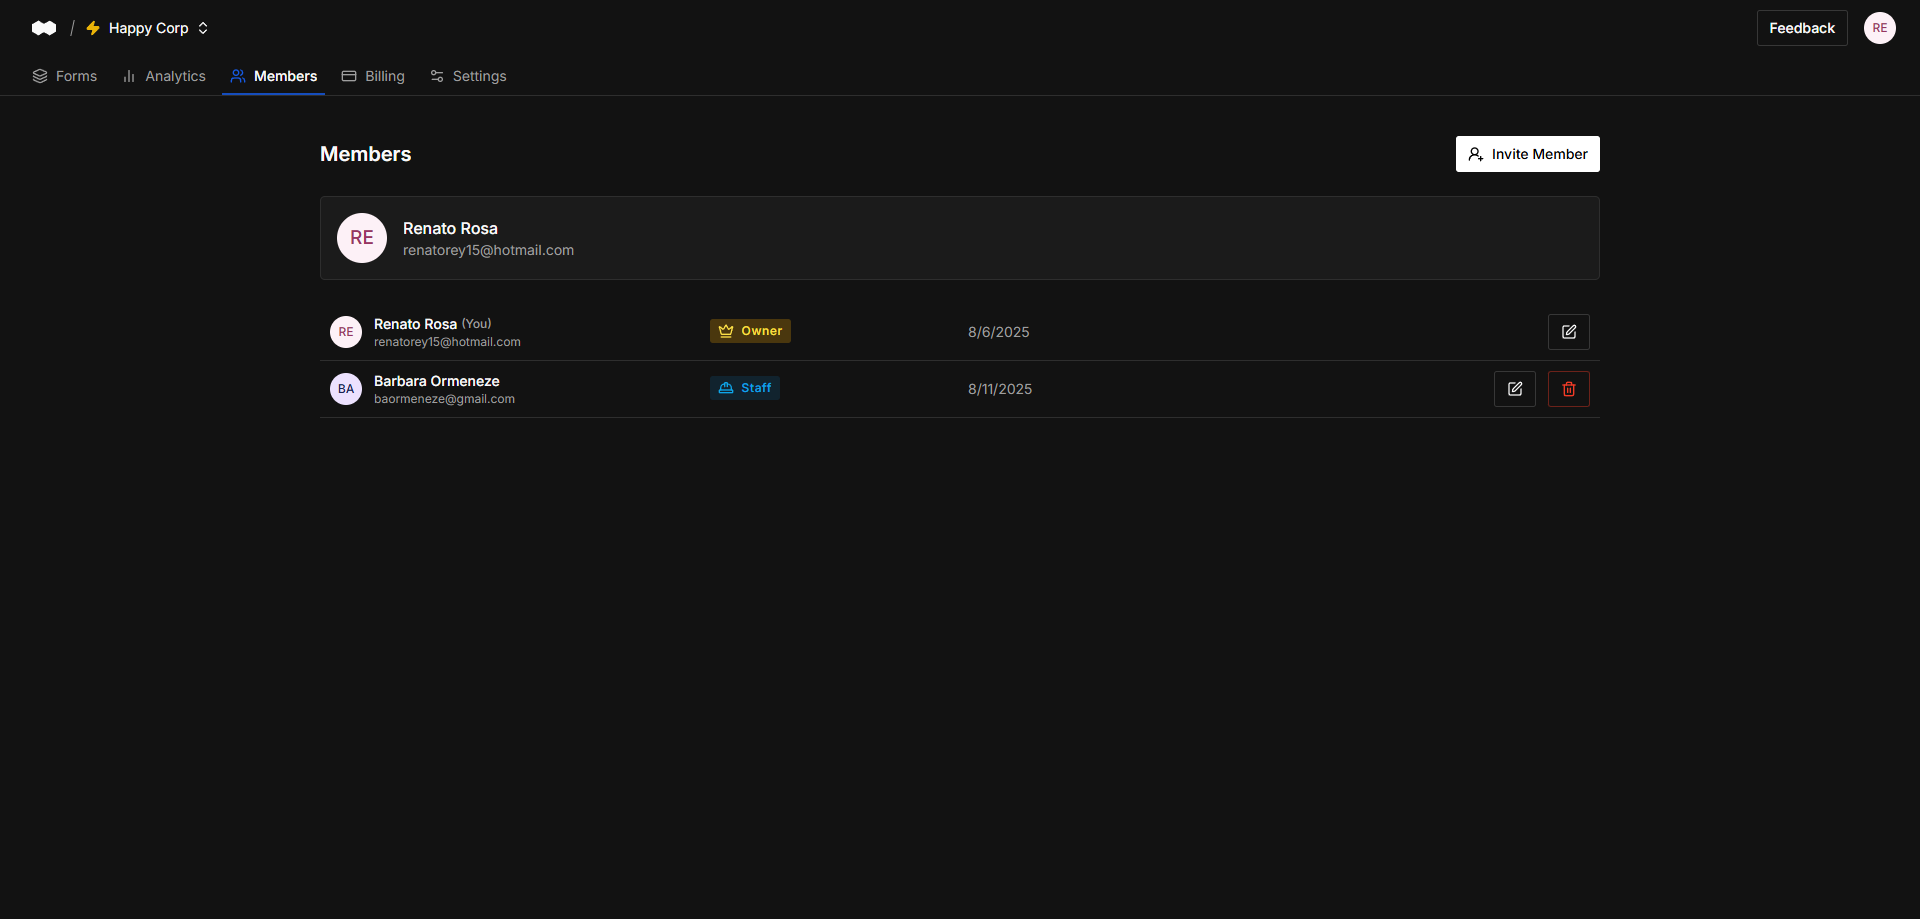 / Happy Corp
Feedback
RE
Forms
Analytics
Members
Billing
Settings
Members
Invite Member
RE
Renato Rosa
renatorey15@hotmail.com
RE
Renato Rosa (You)
renatorey15@hotmail.com
Owner
8/6/2025
BA
Barbara Ormeneze
baormeneze@gmail.com
Staff
8/11/2025